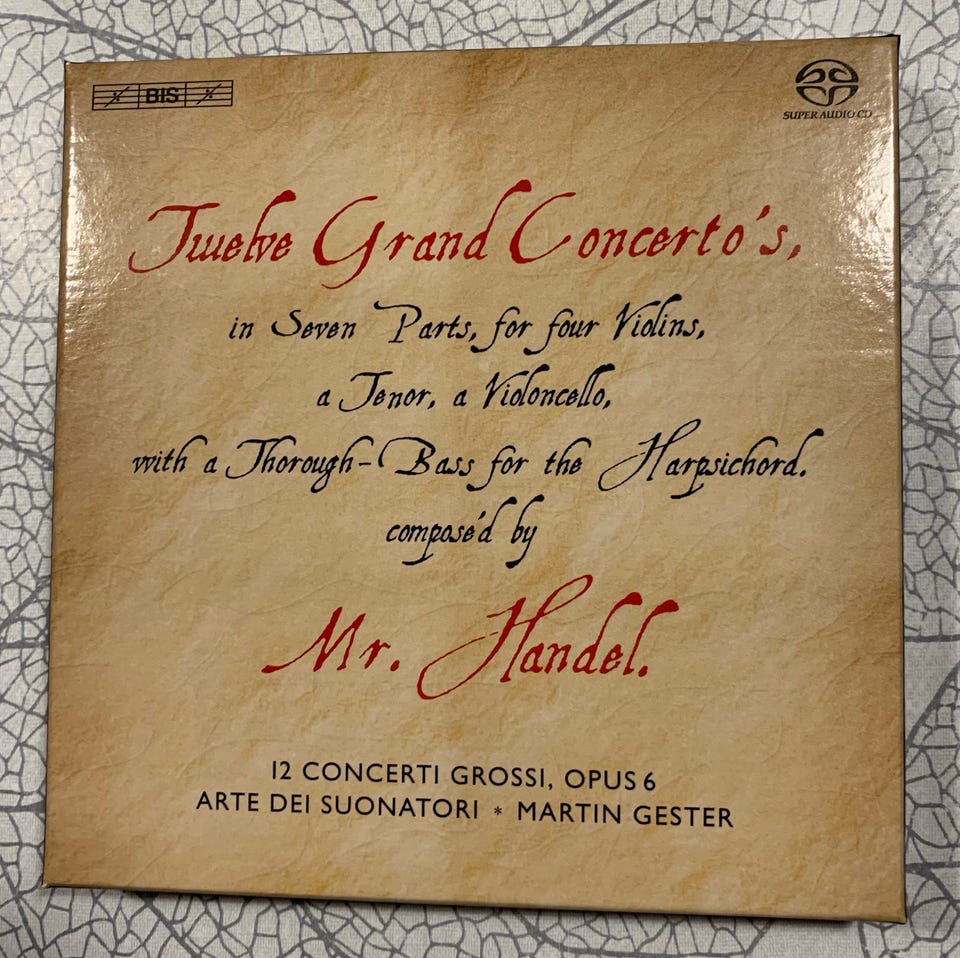 BIS
SUPER AUDIO CD
Twelve Grand Concerto's,
in Seven Parts, for four Violins,
a Tenor, a Violoncello,
with a Thorough-Bass for the Harpsichord.
compose'd by
Mr. Handel.
12 CONCERTI GROSSI, OPUS 6
ARTE DEI SUONATORI * MARTIN GESTER